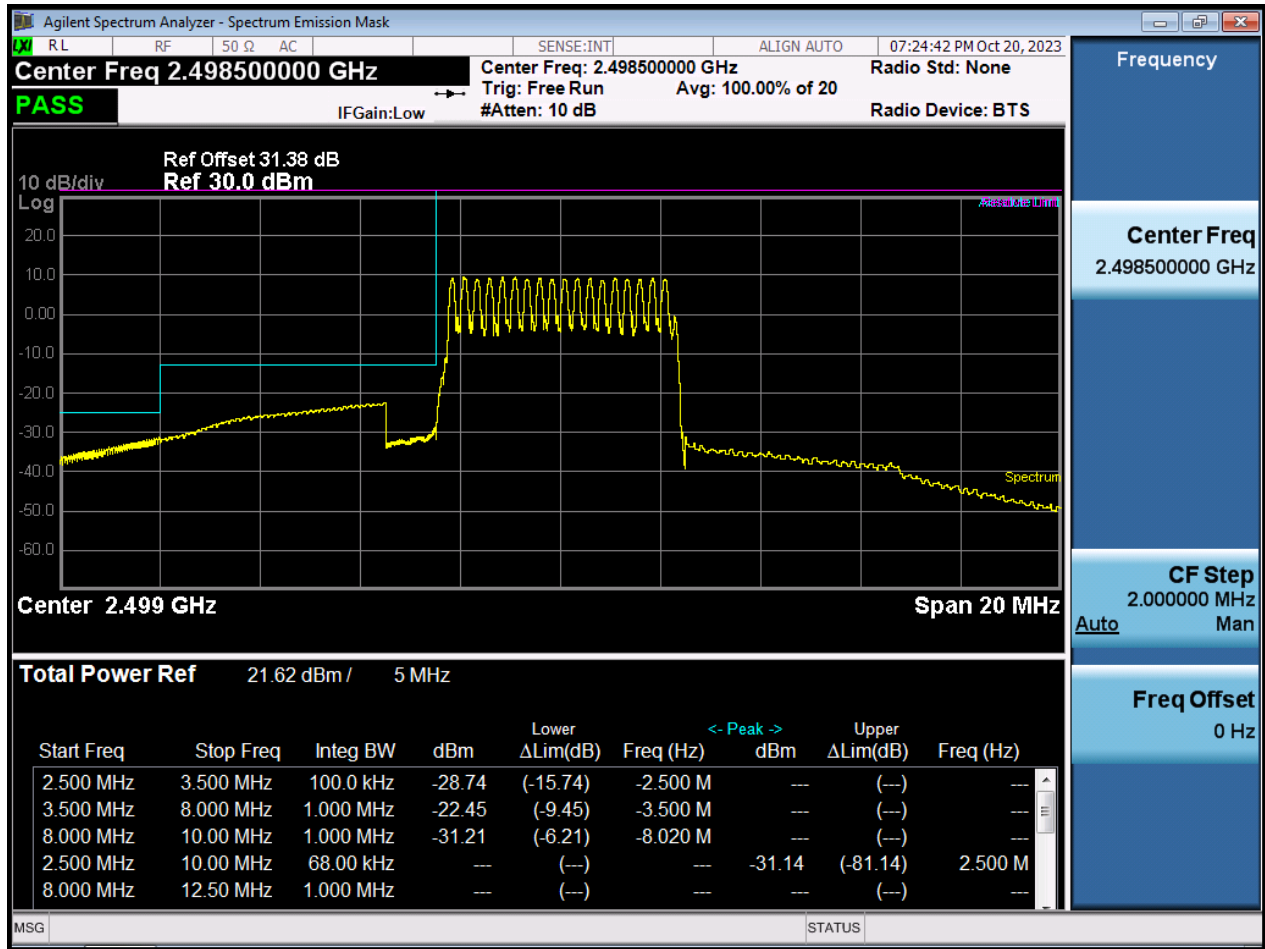 Agilent Spectrum Analyzer - Spectrum Emission Mask
LXI RL RF 50 Ω AC SENSE:INT ALIGN AUTO 07:24:42 PM Oct 20, 2023
Center Freq 2.498500000 GHz Center Freq: 2.498500000 GHz Radio Std: None
Trig: Free Run Avg: 100.00% of 20
PASS IFGain:Low #Atten: 10 dB Radio Device: BTS
Ref Offset 31.38 dB
10 dB/div Ref 30.0 dBm
Log
20.0
10.0
0.00
-10.0
-20.0
-30.0
-40.0
Spectrum
-50.0
-60.0
Center 2.499 GHz Span 20 MHz
Total Power Ref 21.62 dBm / 5 MHz
Lower <- Peak -> Upper
Start Freq Stop Freq Integ BW dBm ΔLim(dB) Freq (Hz) dBm ΔLim(dB) Freq (Hz)
2.500 MHz 3.500 MHz 100.0 kHz -28.74 (-15.74) -2.500 M --- (---) ---
3.500 MHz 8.000 MHz 1.000 MHz -22.45 (-9.45) -3.500 M --- (---) ---
8.000 MHz 10.00 MHz 1.000 MHz -31.21 (-6.21) -8.020 M --- (---) ---
2.500 MHz 10.00 MHz 68.00 kHz --- (---) --- -31.14 (-81.14) 2.500 M
8.000 MHz 12.50 MHz 1.000 MHz --- (---) --- --- (---) ---
MSG STATUS
Frequency
Center Freq
2.498500000 GHz
CF Step
2.000000 MHz
Auto Man
Freq Offset
0 Hz